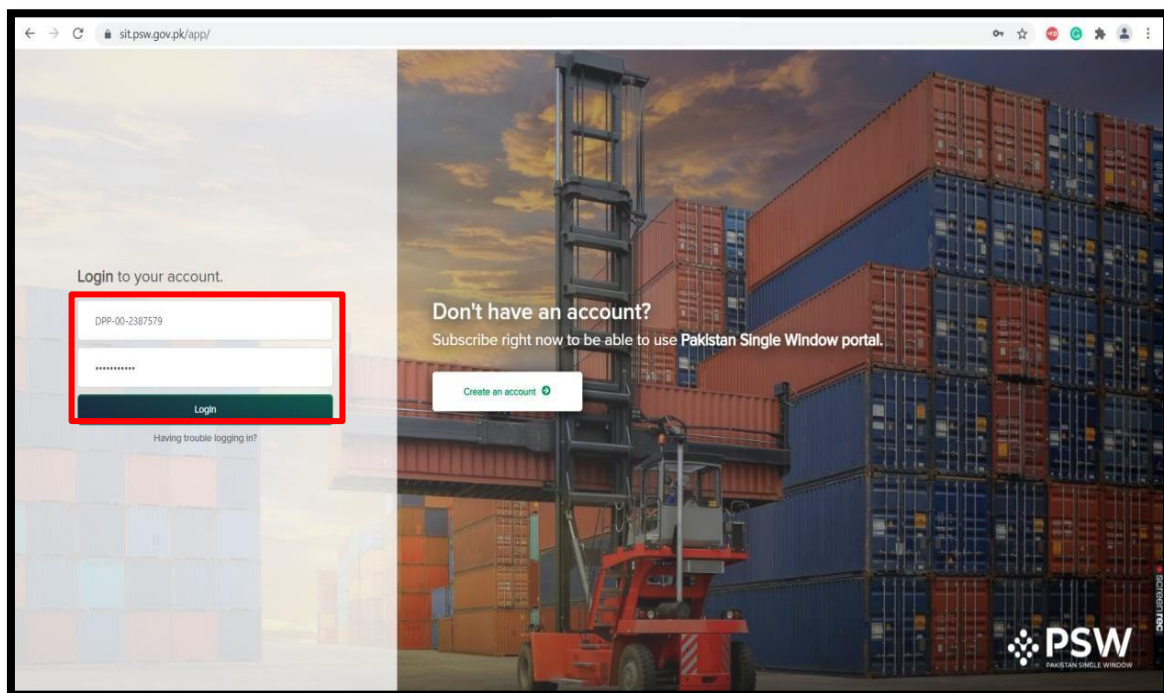 sit.psw.gov.pk/app/
Login to your account.
DPP-00-2387579
•••••••••••
Login
Having trouble logging in?
Don't have an account?
Subscribe right now to be able to use Pakistan Single Window portal.
Create an account
screenrec
PSW
PAKISTAN SINGLE WINDOW